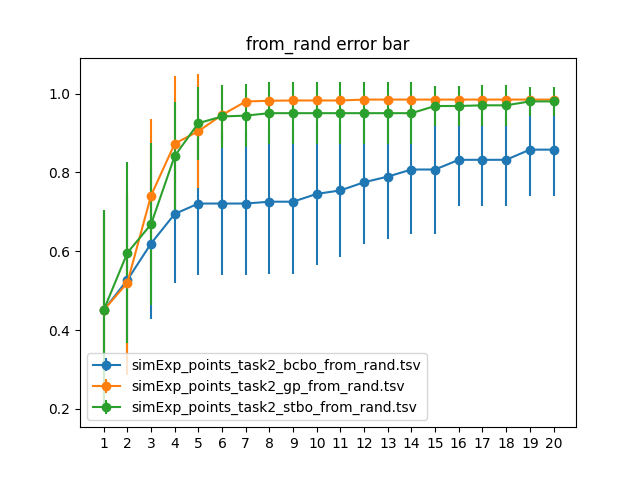 from_rand error bar
1.0
0.8
0.6
0.4
0.2
simExp_points_task2_bcbo_from_rand.tsv
simExp_points_task2_gp_from_rand.tsv
simExp_points_task2_stbo_from_rand.tsv
1 2 3 4 5 6 7 8 9 10 11 12 13 14 15 16 17 18 19 20